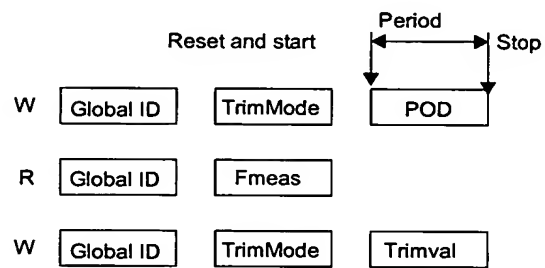 Period
Reset and start
Stop
W Global ID TrimMode POD
R Global ID Fmeas
W Global ID TrimMode Trimval